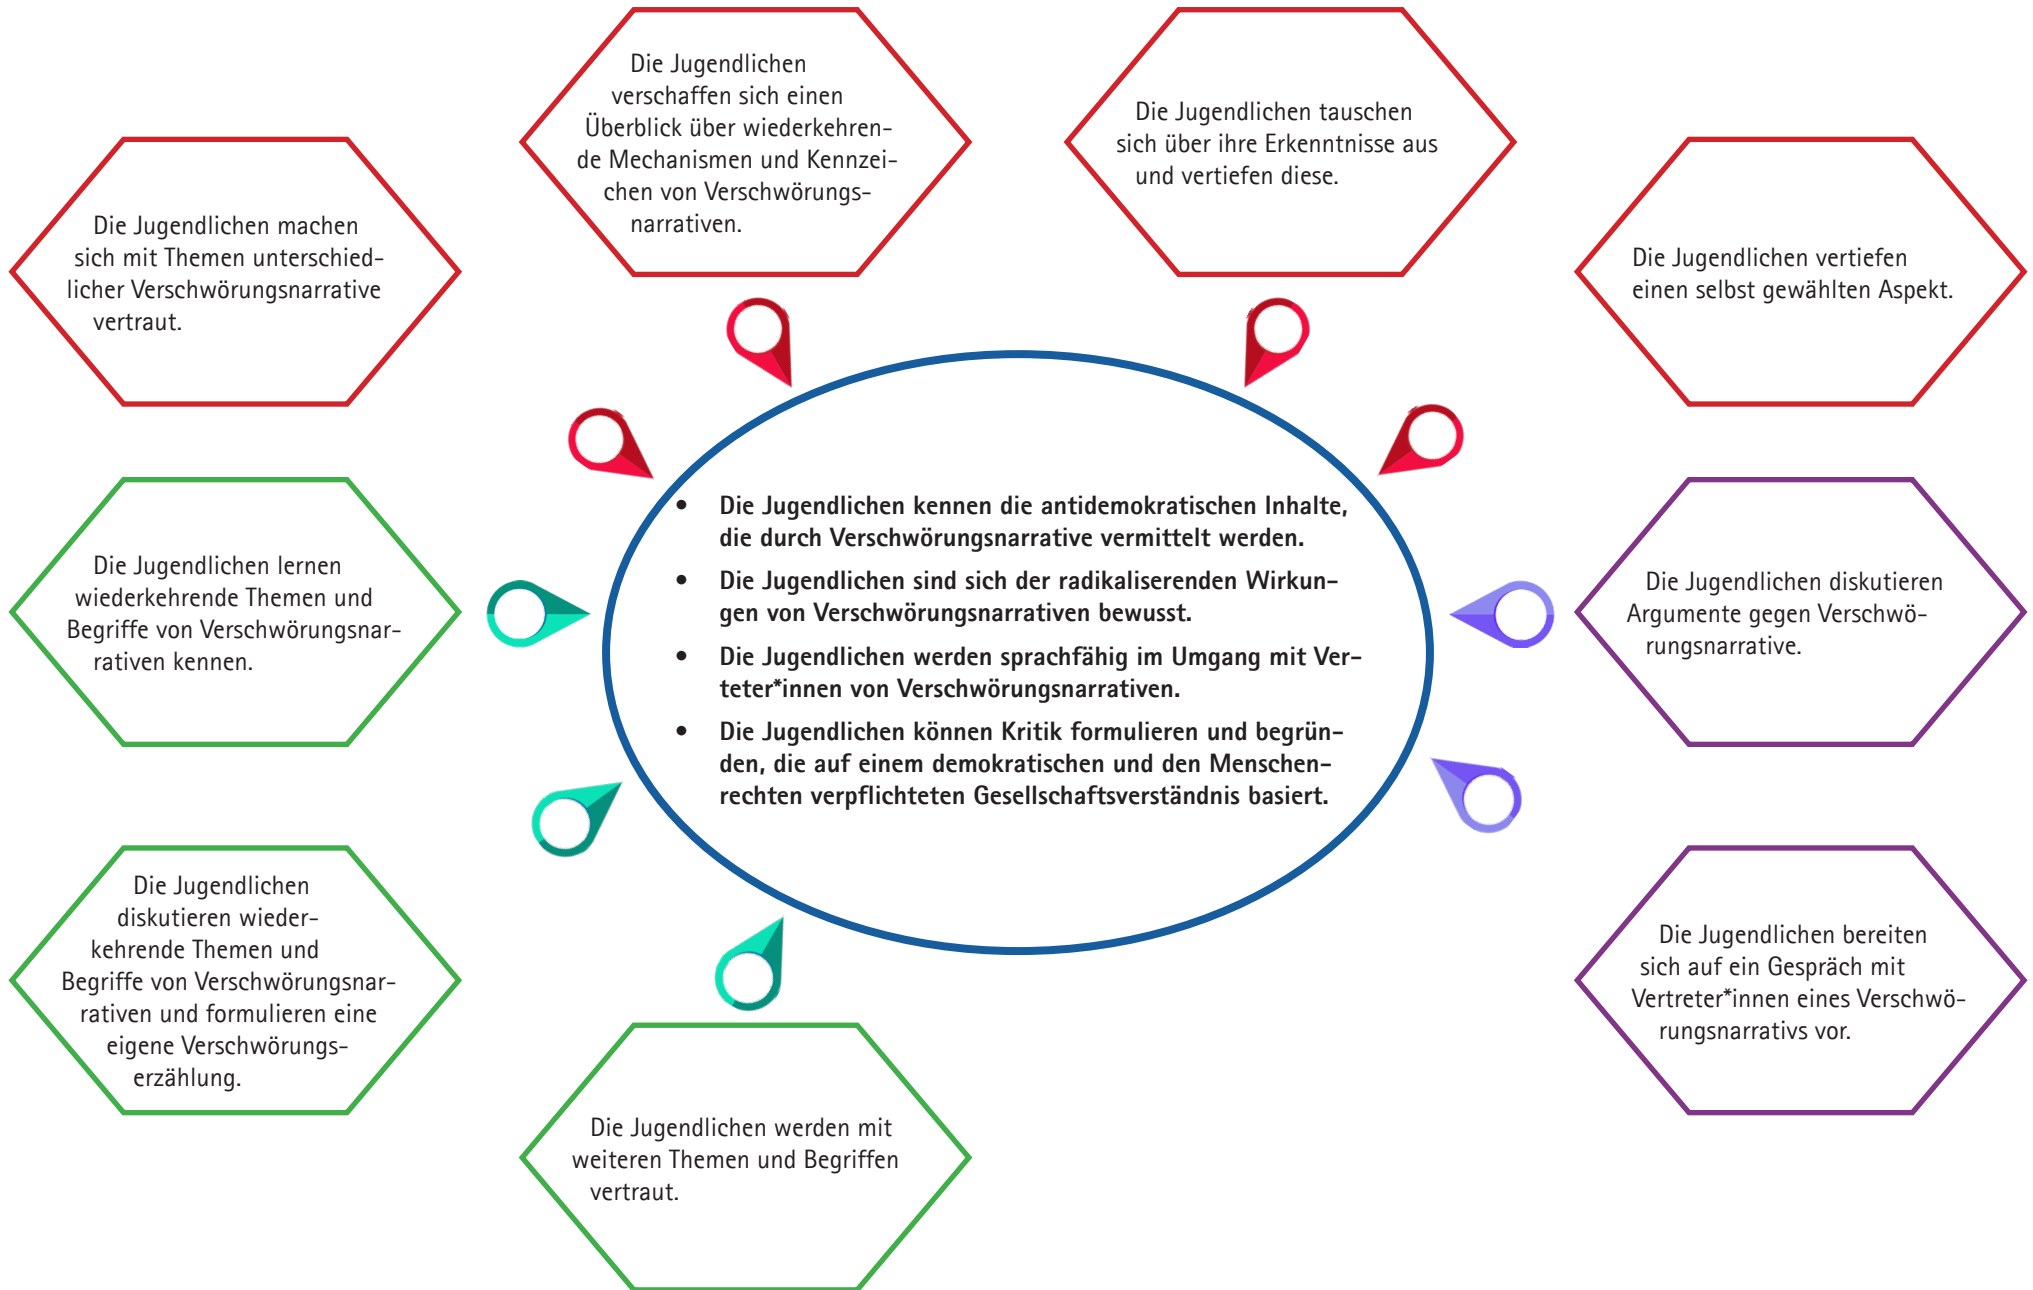 Die Jugendlichen
verschaffen sich einen
Überblick über wiederkehren-
de Mechanismen und Kennzei-
chen von Verschwörungs-
narrativen.
Die Jugendlichen tauschen
sich über ihre Erkenntnisse aus
und vertiefen diese.
Die Jugendlichen machen
sich mit Themen unterschied-
licher Verschwörungsnarrative
vertraut.
Die Jugendlichen vertiefen
einen selbst gewählten Aspekt.
Die Jugendlichen lernen
wiederkehrende Themen und
Begriffe von Verschwörungsnar-
rativen kennen.
• Die Jugendlichen kennen die antidemokratischen Inhalte,
die durch Verschwörungsnarrative vermittelt werden.
• Die Jugendlichen sind sich der radikaliserenden Wirkun-
gen von Verschwörungsnarrativen bewusst.
• Die Jugendlichen werden sprachfähig im Umgang mit Ver-
teter*innen von Verschwörungsnarrativen.
• Die Jugendlichen können Kritik formulieren und begrün-
den, die auf einem demokratischen und den Menschen-
rechten verpflichteten Gesellschaftsverständnis basiert.
Die Jugendlichen diskutieren
Argumente gegen Verschwö-
rungsnarrative.
Die Jugendlichen
diskutieren wieder-
kehrende Themen und
Begriffe von Verschwörungsnar-
rativen und formulieren eine
eigene Verschwörungs-
erzählung.
Die Jugendlichen bereiten
sich auf ein Gespräch mit
Vertreter*innen eines Verschwö-
rungsnarrativs vor.
Die Jugendlichen werden mit
weiteren Themen und Begriffen
vertraut.